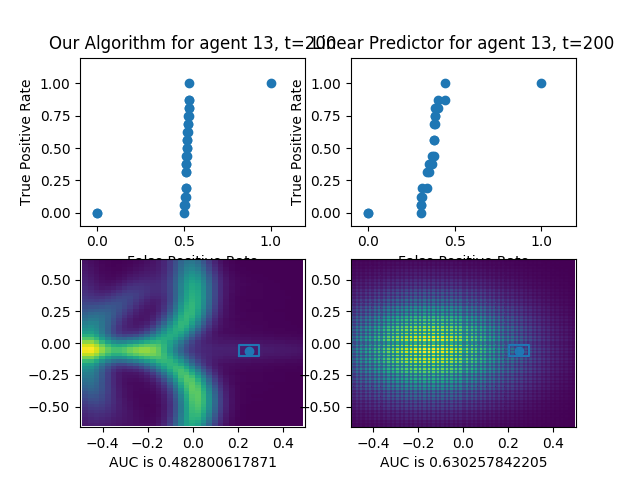 Our Algorithm for agent 13, t=200
Linear Predictor for agent 13, t=200
True Positive Rate
1.00
0.75
0.50
0.25
0.00
0.0 0.5 1.0
False Positive Rate
True Positive Rate
1.00
0.75
0.50
0.25
0.00
0.0 0.5 1.0
False Positive Rate
0.50
0.25
0.00
−0.25
−0.50
−0.4 −0.2 0.0 0.2 0.4
AUC is 0.482800617871
0.50
0.25
0.00
−0.25
−0.50
−0.4 −0.2 0.0 0.2 0.4
AUC is 0.630257842205